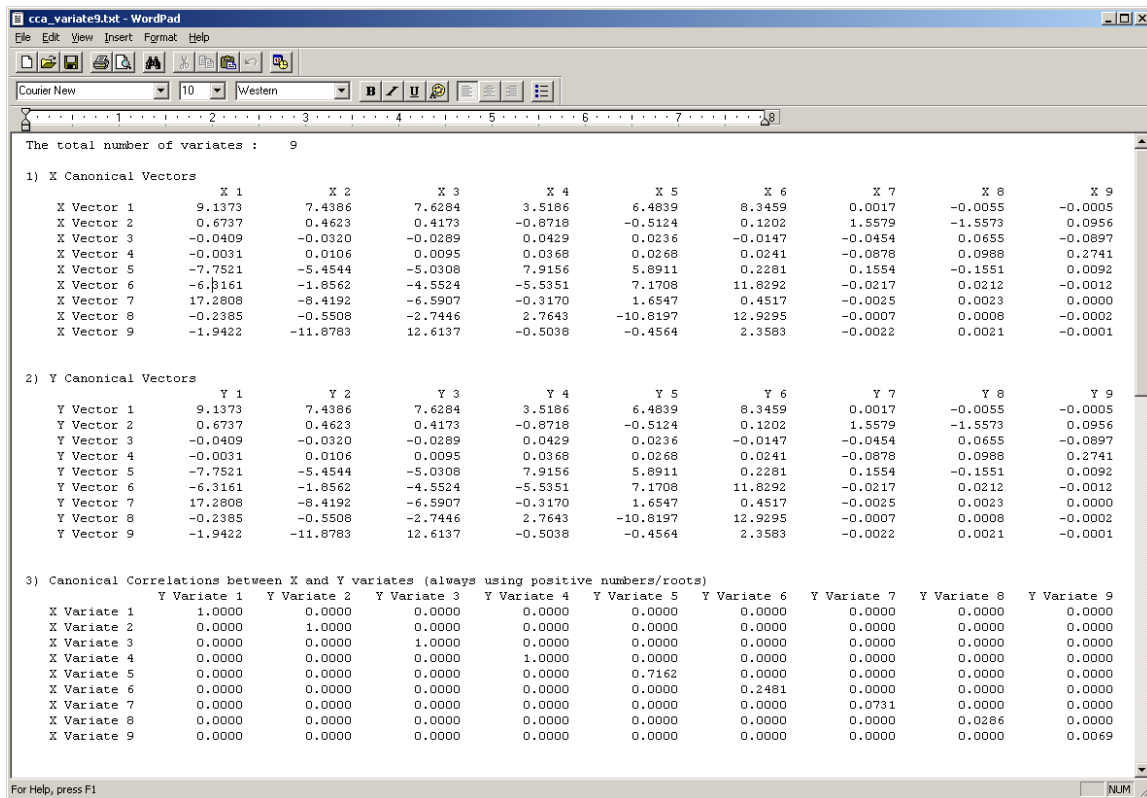 cca_variate9.txt - WordPad
File Edit View Insert Format Help
Courier New 10 Western B / U
1 2 3 4 5 6 7 8
The total number of variates : 9
1) X Canonical Vectors
X 1 X 2 X 3 X 4 X 5 X 6 X 7 X 8 X 9
X Vector 1 9.1373 7.4386 7.6284 3.5186 6.4839 8.3459 0.0017 -0.0055 -0.0005
X Vector 2 0.6737 0.4623 0.4173 -0.8718 -0.5124 0.1202 1.5579 -1.5573 0.0956
X Vector 3 -0.0409 -0.0320 -0.0289 0.0429 0.0236 -0.0147 -0.0454 0.0655 -0.0897
X Vector 4 -0.0031 0.0106 0.0095 0.0368 0.0268 0.0241 -0.0878 0.0988 0.2741
X Vector 5 -7.7521 -5.4544 -5.0308 7.9156 5.8911 0.2281 0.1554 -0.1551 0.0092
X Vector 6 -6.3161 -1.8562 -4.5524 -5.5351 7.1708 11.8292 -0.0217 0.0212 -0.0012
X Vector 7 17.2808 -8.4192 -6.5907 -0.3170 1.6547 0.4517 -0.0025 0.0023 0.0000
X Vector 8 -0.2385 -0.5508 -2.7446 2.7643 -10.8197 12.9295 -0.0007 0.0008 -0.0002
X Vector 9 -1.9422 -11.8783 12.6137 -0.5038 -0.4564 2.3583 -0.0022 0.0021 -0.0001
2) Y Canonical Vectors
Y 1 Y 2 Y 3 Y 4 Y 5 Y 6 Y 7 Y 8 Y 9
Y Vector 1 9.1373 7.4386 7.6284 3.5186 6.4839 8.3459 0.0017 -0.0055 -0.0005
Y Vector 2 0.6737 0.4623 0.4173 -0.8718 -0.5124 0.1202 1.5579 -1.5573 0.0956
Y Vector 3 -0.0409 -0.0320 -0.0289 0.0429 0.0236 -0.0147 -0.0454 0.0655 -0.0897
Y Vector 4 -0.0031 0.0106 0.0095 0.0368 0.0268 0.0241 -0.0878 0.0988 0.2741
Y Vector 5 -7.7521 -5.4544 -5.0308 7.9156 5.8911 0.2281 0.1554 -0.1551 0.0092
Y Vector 6 -6.3161 -1.8562 -4.5524 -5.5351 7.1708 11.8292 -0.0217 0.0212 -0.0012
Y Vector 7 17.2808 -8.4192 -6.5907 -0.3170 1.6547 0.4517 -0.0025 0.0023 0.0000
Y Vector 8 -0.2385 -0.5508 -2.7446 2.7643 -10.8197 12.9295 -0.0007 0.0008 -0.0002
Y Vector 9 -1.9422 -11.8783 12.6137 -0.5038 -0.4564 2.3583 -0.0022 0.0021 -0.0001
3) Canonical Correlations between X and Y variates (always using positive numbers/roots)
Y Variate 1 Y Variate 2 Y Variate 3 Y Variate 4 Y Variate 5 Y Variate 6 Y Variate 7 Y Variate 8 Y Variate 9
X Variate 1 1.0000 0.0000 0.0000 0.0000 0.0000 0.0000 0.0000 0.0000 0.0000
X Variate 2 0.0000 1.0000 0.0000 0.0000 0.0000 0.0000 0.0000 0.0000 0.0000
X Variate 3 0.0000 0.0000 1.0000 0.0000 0.0000 0.0000 0.0000 0.0000 0.0000
X Variate 4 0.0000 0.0000 0.0000 1.0000 0.0000 0.0000 0.0000 0.0000 0.0000
X Variate 5 0.0000 0.0000 0.0000 0.0000 0.7162 0.0000 0.0000 0.0000 0.0000
X Variate 6 0.0000 0.0000 0.0000 0.0000 0.0000 0.2481 0.0000 0.0000 0.0000
X Variate 7 0.0000 0.0000 0.0000 0.0000 0.0000 0.0000 0.0731 0.0000 0.0000
X Variate 8 0.0000 0.0000 0.0000 0.0000 0.0000 0.0000 0.0000 0.0286 0.0000
X Variate 9 0.0000 0.0000 0.0000 0.0000 0.0000 0.0000 0.0000 0.0000 0.0069
For Help, press F1 NUM